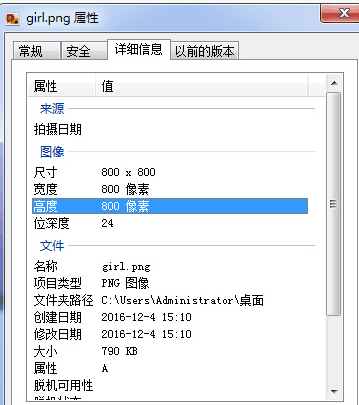 girl.png 属性
常规 安全 详细信息 以前的版本
属性 值
来源
拍摄日期
图像
尺寸 800 x 800
宽度 800 像素
高度 800 像素
位深度 24
文件
名称 girl.png
项目类型 PNG 图像
文件夹路径 C:\Users\Administrator\桌面
创建日期 2016-12-4 15:10
修改日期 2016-12-4 15:10
大小 790 KB
属性 A
脱机可用性
脱机状态